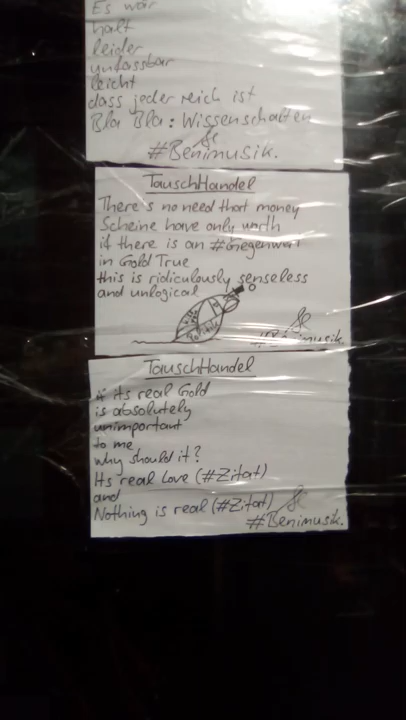 Es wär
halt
leider
unfassbar
leicht
dass jeder reich ist
Bla Bla: Wissenschaften
#Benimusik.
TauschHandel
There's no need that money
Scheine have only worth
if there is an #Gegenwert
in Gold True
this is ridiculously senseless
and unlogical
#Benimusik.
TauschHandel
if its real Gold
is absolutely
unimportant
to me
why should it?
Its real Love (#Zitat)
and
Nothing is real (#Zitat)
#Benimusik.